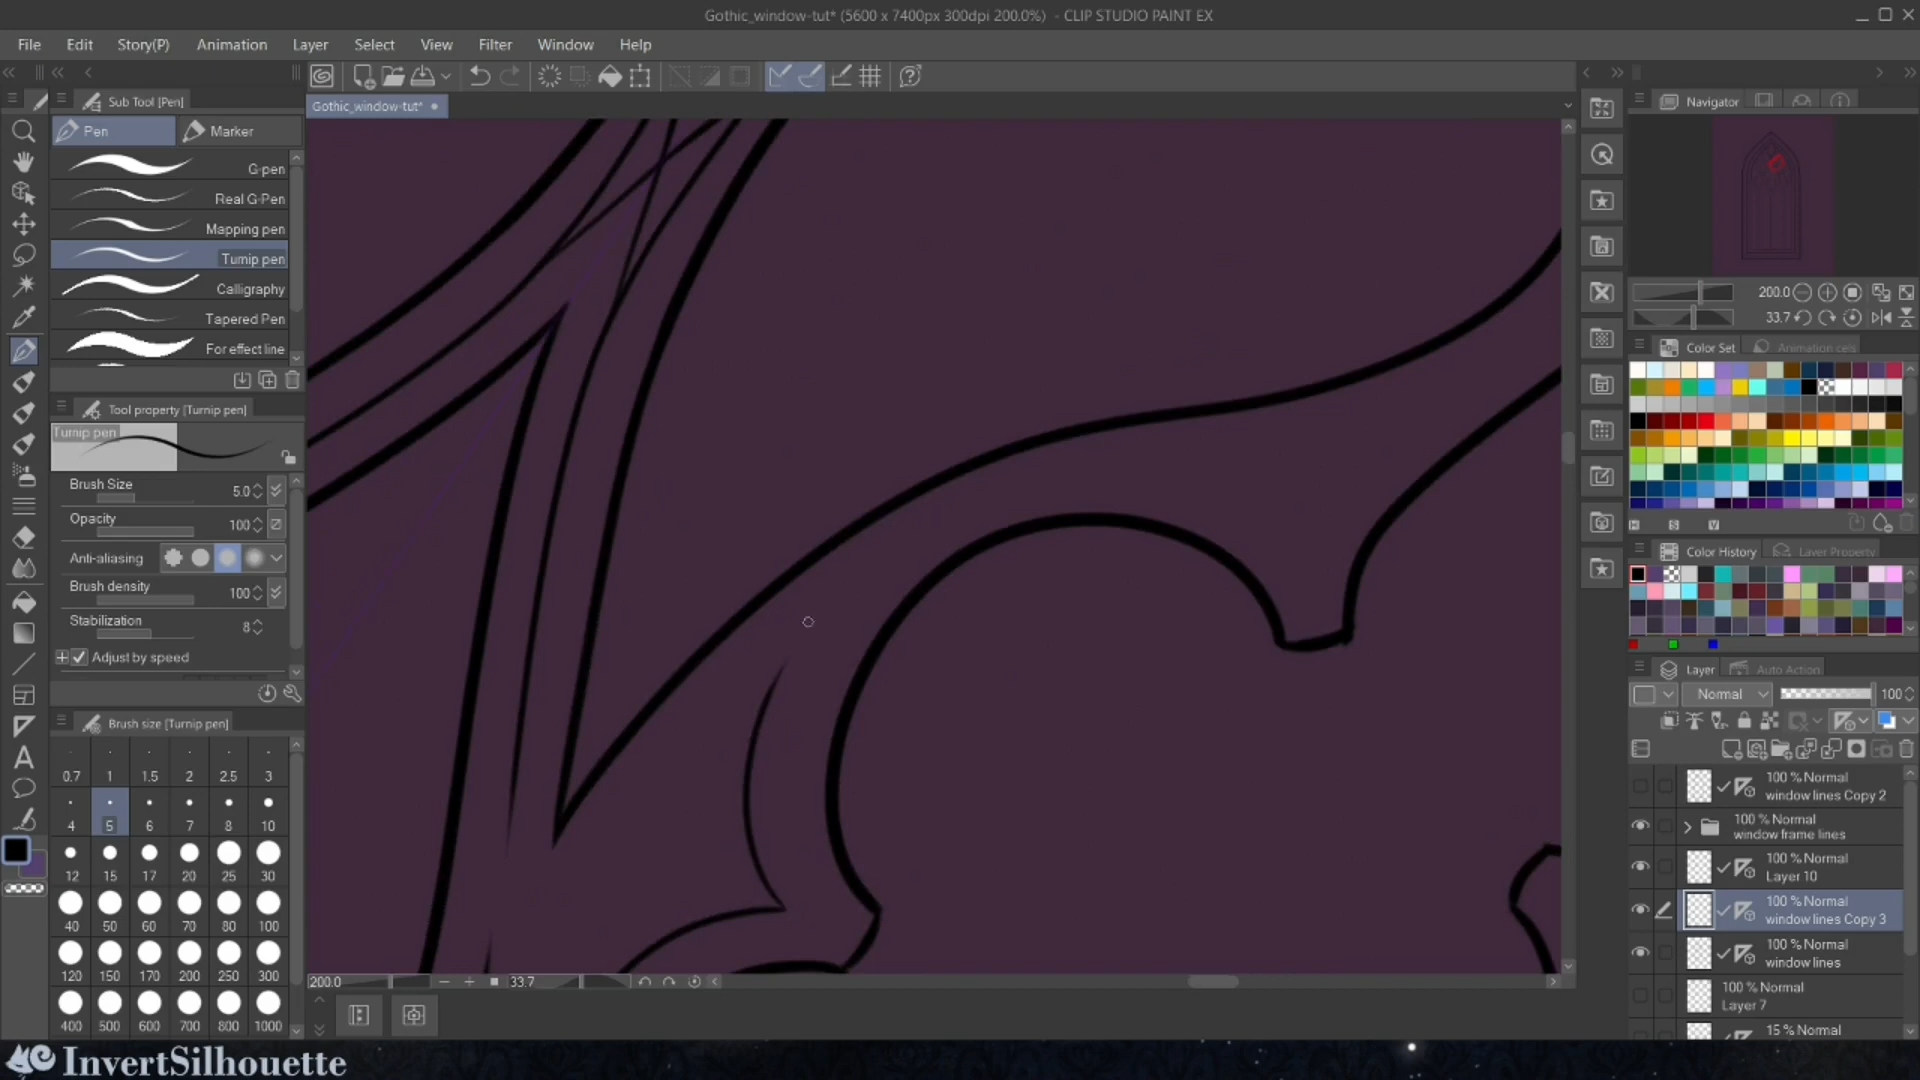 Gothic_window-tut* (5600 x 7400px 300dpi 200.0%) - CLIP STUDIO PAINT EX
File Edit Story(P) Animation Layer Select View Filter Window Help
Sub Tool [Pen]
Pen Marker
G-pen
Real G-Pen
Mapping pen
Turnip pen
Calligraphy
Tapered Pen
For effect line
Tool property [Turnip pen]
Turnip pen
Brush Size 5.0
Opacity 100
Anti-aliasing
Brush density 100
Stabilization 8
Adjust by speed
Brush size [Turnip pen]
0.7 1 1.5 2 2.5 3
4 5 6 7 8 10
12 15 17 20 25 30
40 50 60 70 80 100
120 150 170 200 250 300
400 500 600 700 800 1000
Gothic_window-tut*
200.0 33.7
Navigator
200.0
33.7
Color Set Animation cels
H S V
Color History Layer Property
Layer Auto Action
Normal 100
100 % Normal
window lines Copy 2
100 % Normal
window frame lines
100 % Normal
Layer 10
100 % Normal
window lines Copy 3
100 % Normal
window lines
100 % Normal
Layer 7
15 % Normal
InvertSilhouette